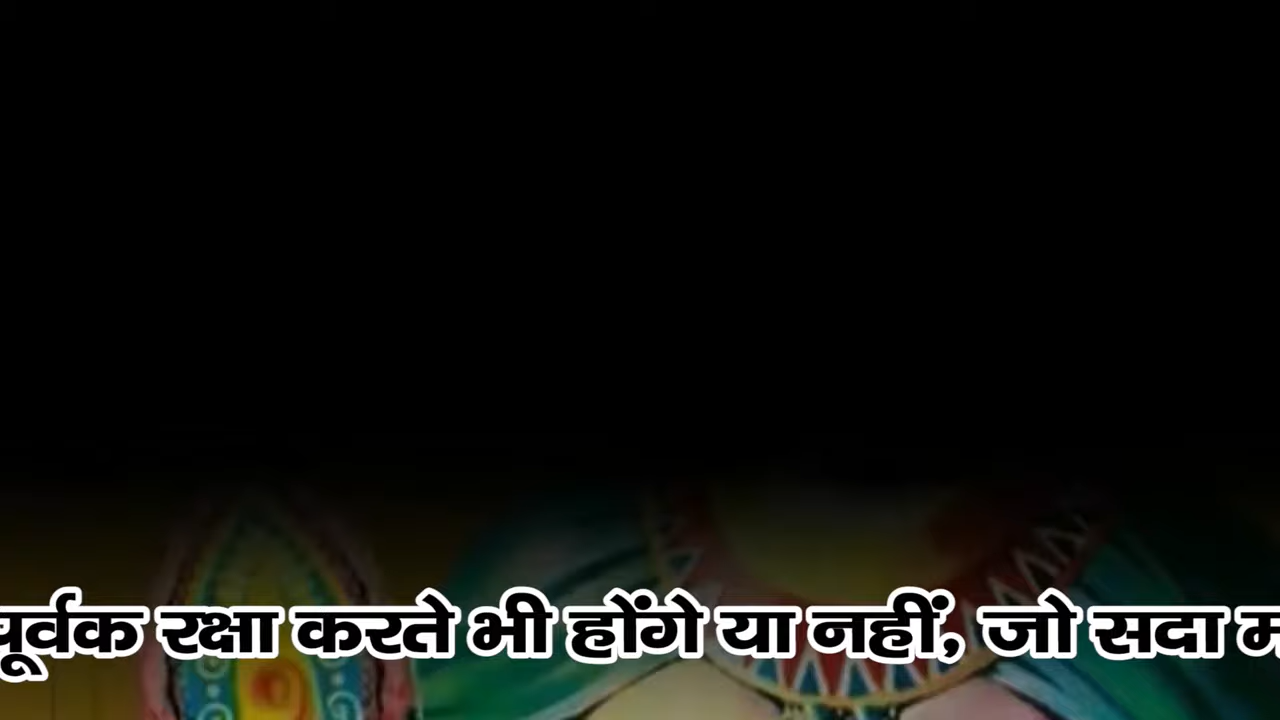 पूर्वक रक्षा करते भी होंगे या नहीं, जो सदा